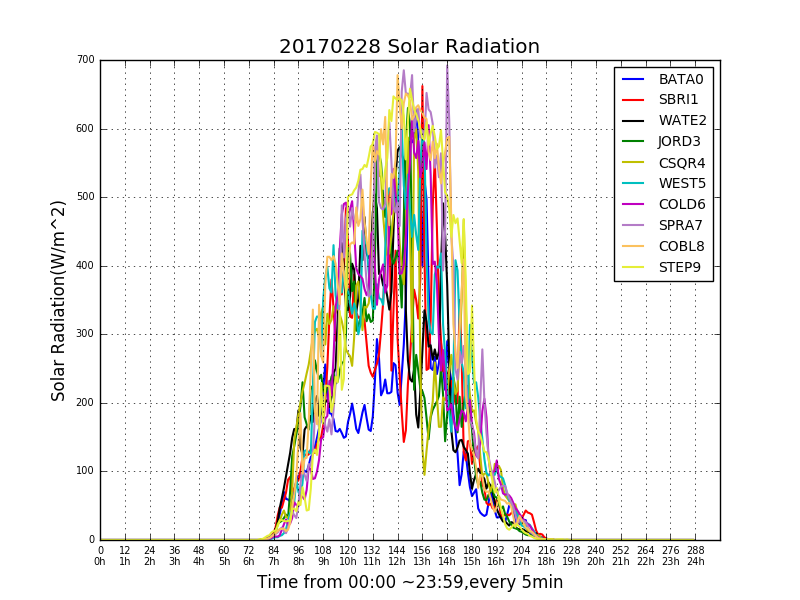 20170228 Solar Radiation
Solar Radiation(W/m^2)
700
600
500
400
300
200
100
0
BATA0
SBRI1
WATE2
JORD3
CSQR4
WEST5
COLD6
SPRA7
COBL8
STEP9
0 12 24 36 48 60 72 84 96 108 120 132 144 156 168 180 192 204 216 228 240 252 264 276 288
0h 1h 2h 3h 4h 5h 6h 7h 8h 9h 10h 11h 12h 13h 14h 15h 16h 17h 18h 19h 20h 21h 22h 23h 24h
Time from 00:00 ~23:59,every 5min